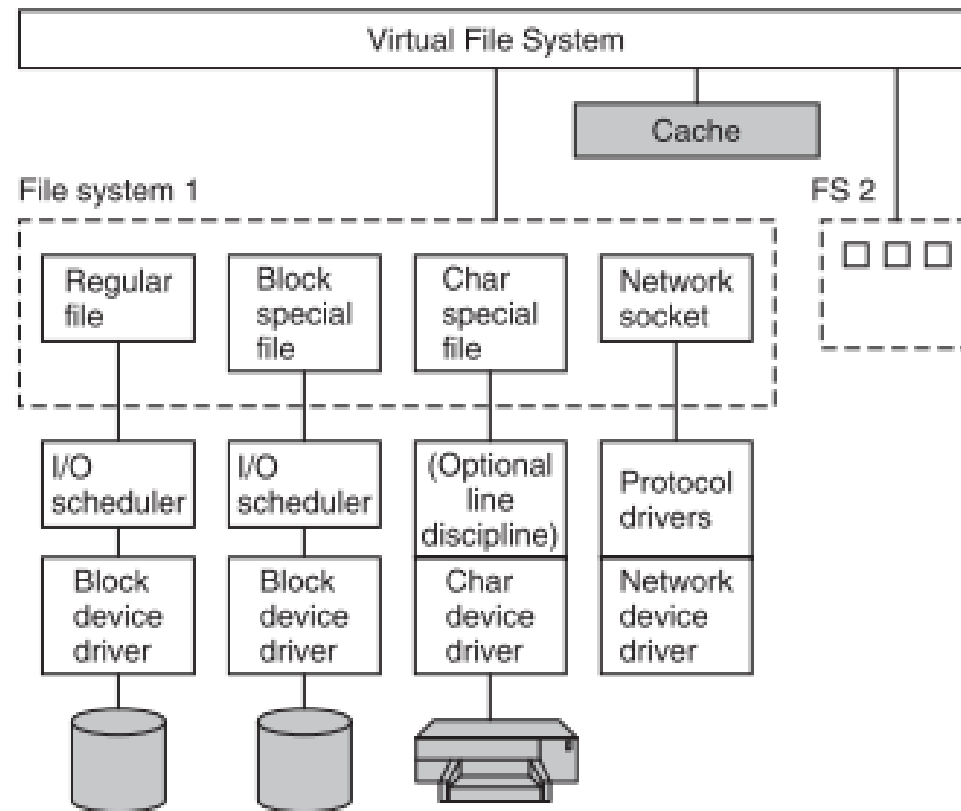 Virtual File System
Cache
File system 1
FS 2
Regular
file
Block
special
file
Char
special
file
Network
socket
I/O
scheduler
I/O
scheduler
(Optional
line
discipline)
Protocol
drivers
Block
device
driver
Block
device
driver
Char
device
driver
Network
device
driver